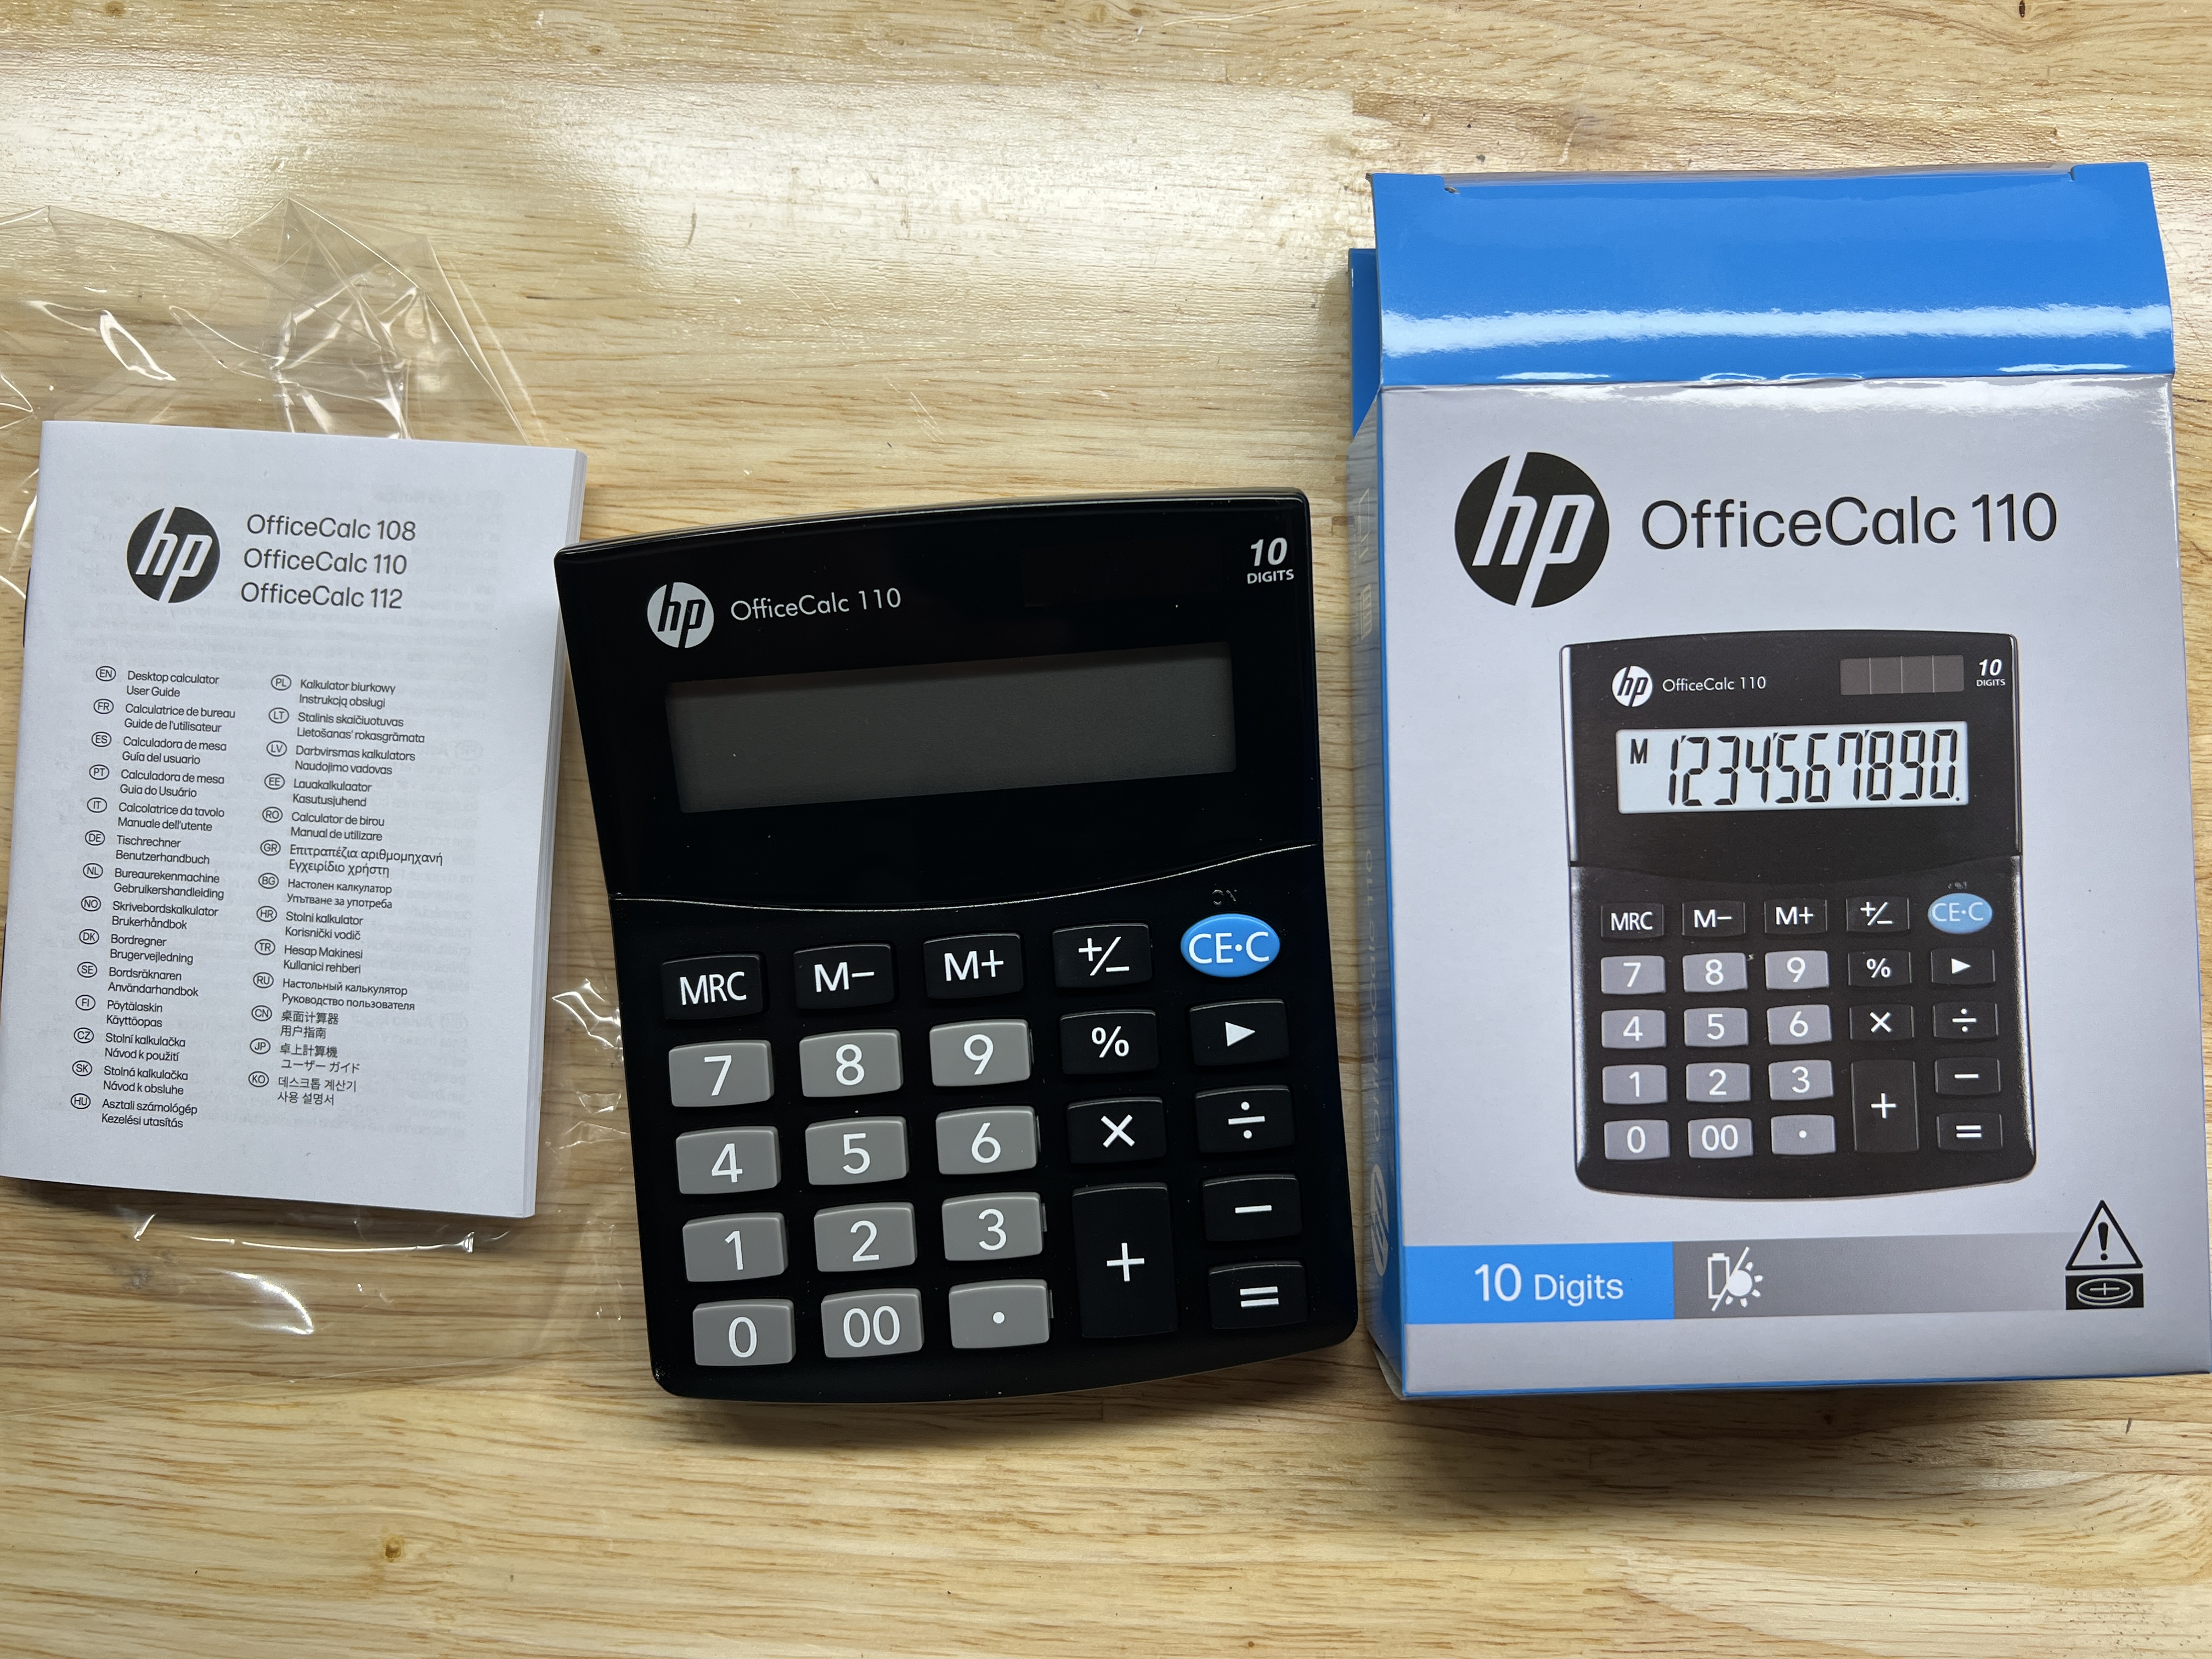 hp
OfficeCalc 108
OfficeCalc 110
OfficeCalc 112
EN Desktop calculator
User Guide
FR Calculatrice de bureau
Guide de l'utilisateur
ES Calculadora de mesa
Guía del usuario
PT Calculadora de mesa
Guia do Usuário
IT Calcolatrice da tavolo
Manuale dell'utente
DE Tischrechner
Benutzerhandbuch
NL Bureaurekenmachine
Gebruikershandleiding
NO Skrivebordskalkulator
Brukerhåndbok
DK Bordregner
Brugervejledning
SE Bordsräknaren
Användarhandbok
FI Pöytälaskin
Käyttöopas
CZ Stolní kalkulačka
Návod k použití
SK Stolná kalkulačka
Návod k obsluhe
HU Asztali számológép
Kezelési utasítás
PL Kalkulator biurkowy
Instrukcją obsługi
LT Stalinis skaičiuotuvas
Lietošanas' rokasgrāmata
LV Darbvirsmas kalkulators
Naudojimo vadovas
EE Lauakalkulaator
Kasutusjuhend
RO Calculator de birou
Manual de utilizare
GR Επιτραπέζια αριθμομηχανή
Εγχειρίδιο χρήστη
BG Настолен калкулатор
Упътване за употреба
HR Stolni kalkulator
Korisnički vodič
TR Hesap Makinesi
Kullanici rehberi
RU Настольный калькулятор
Руководство пользователя
CN 桌面计算器
用户指南
JP 卓上計算機
ユーザー ガイド
KO 데스크톱 계산기
사용 설명서
hp OfficeCalc 110
10
DIGITS
ON
MRC M− M+ +/− CE·C
7 8 9 % ▶
4 5 6 × ÷
1 2 3 + −
0 00 · =
hp OfficeCalc 110
hp OfficeCalc 110
10
DIGITS
M 1'234'567'890.
ON
MRC M− M+ +/− CE·C
7 8 9 % ▶
4 5 6 × ÷
1 2 3 + −
0 00 · =
10 Digits